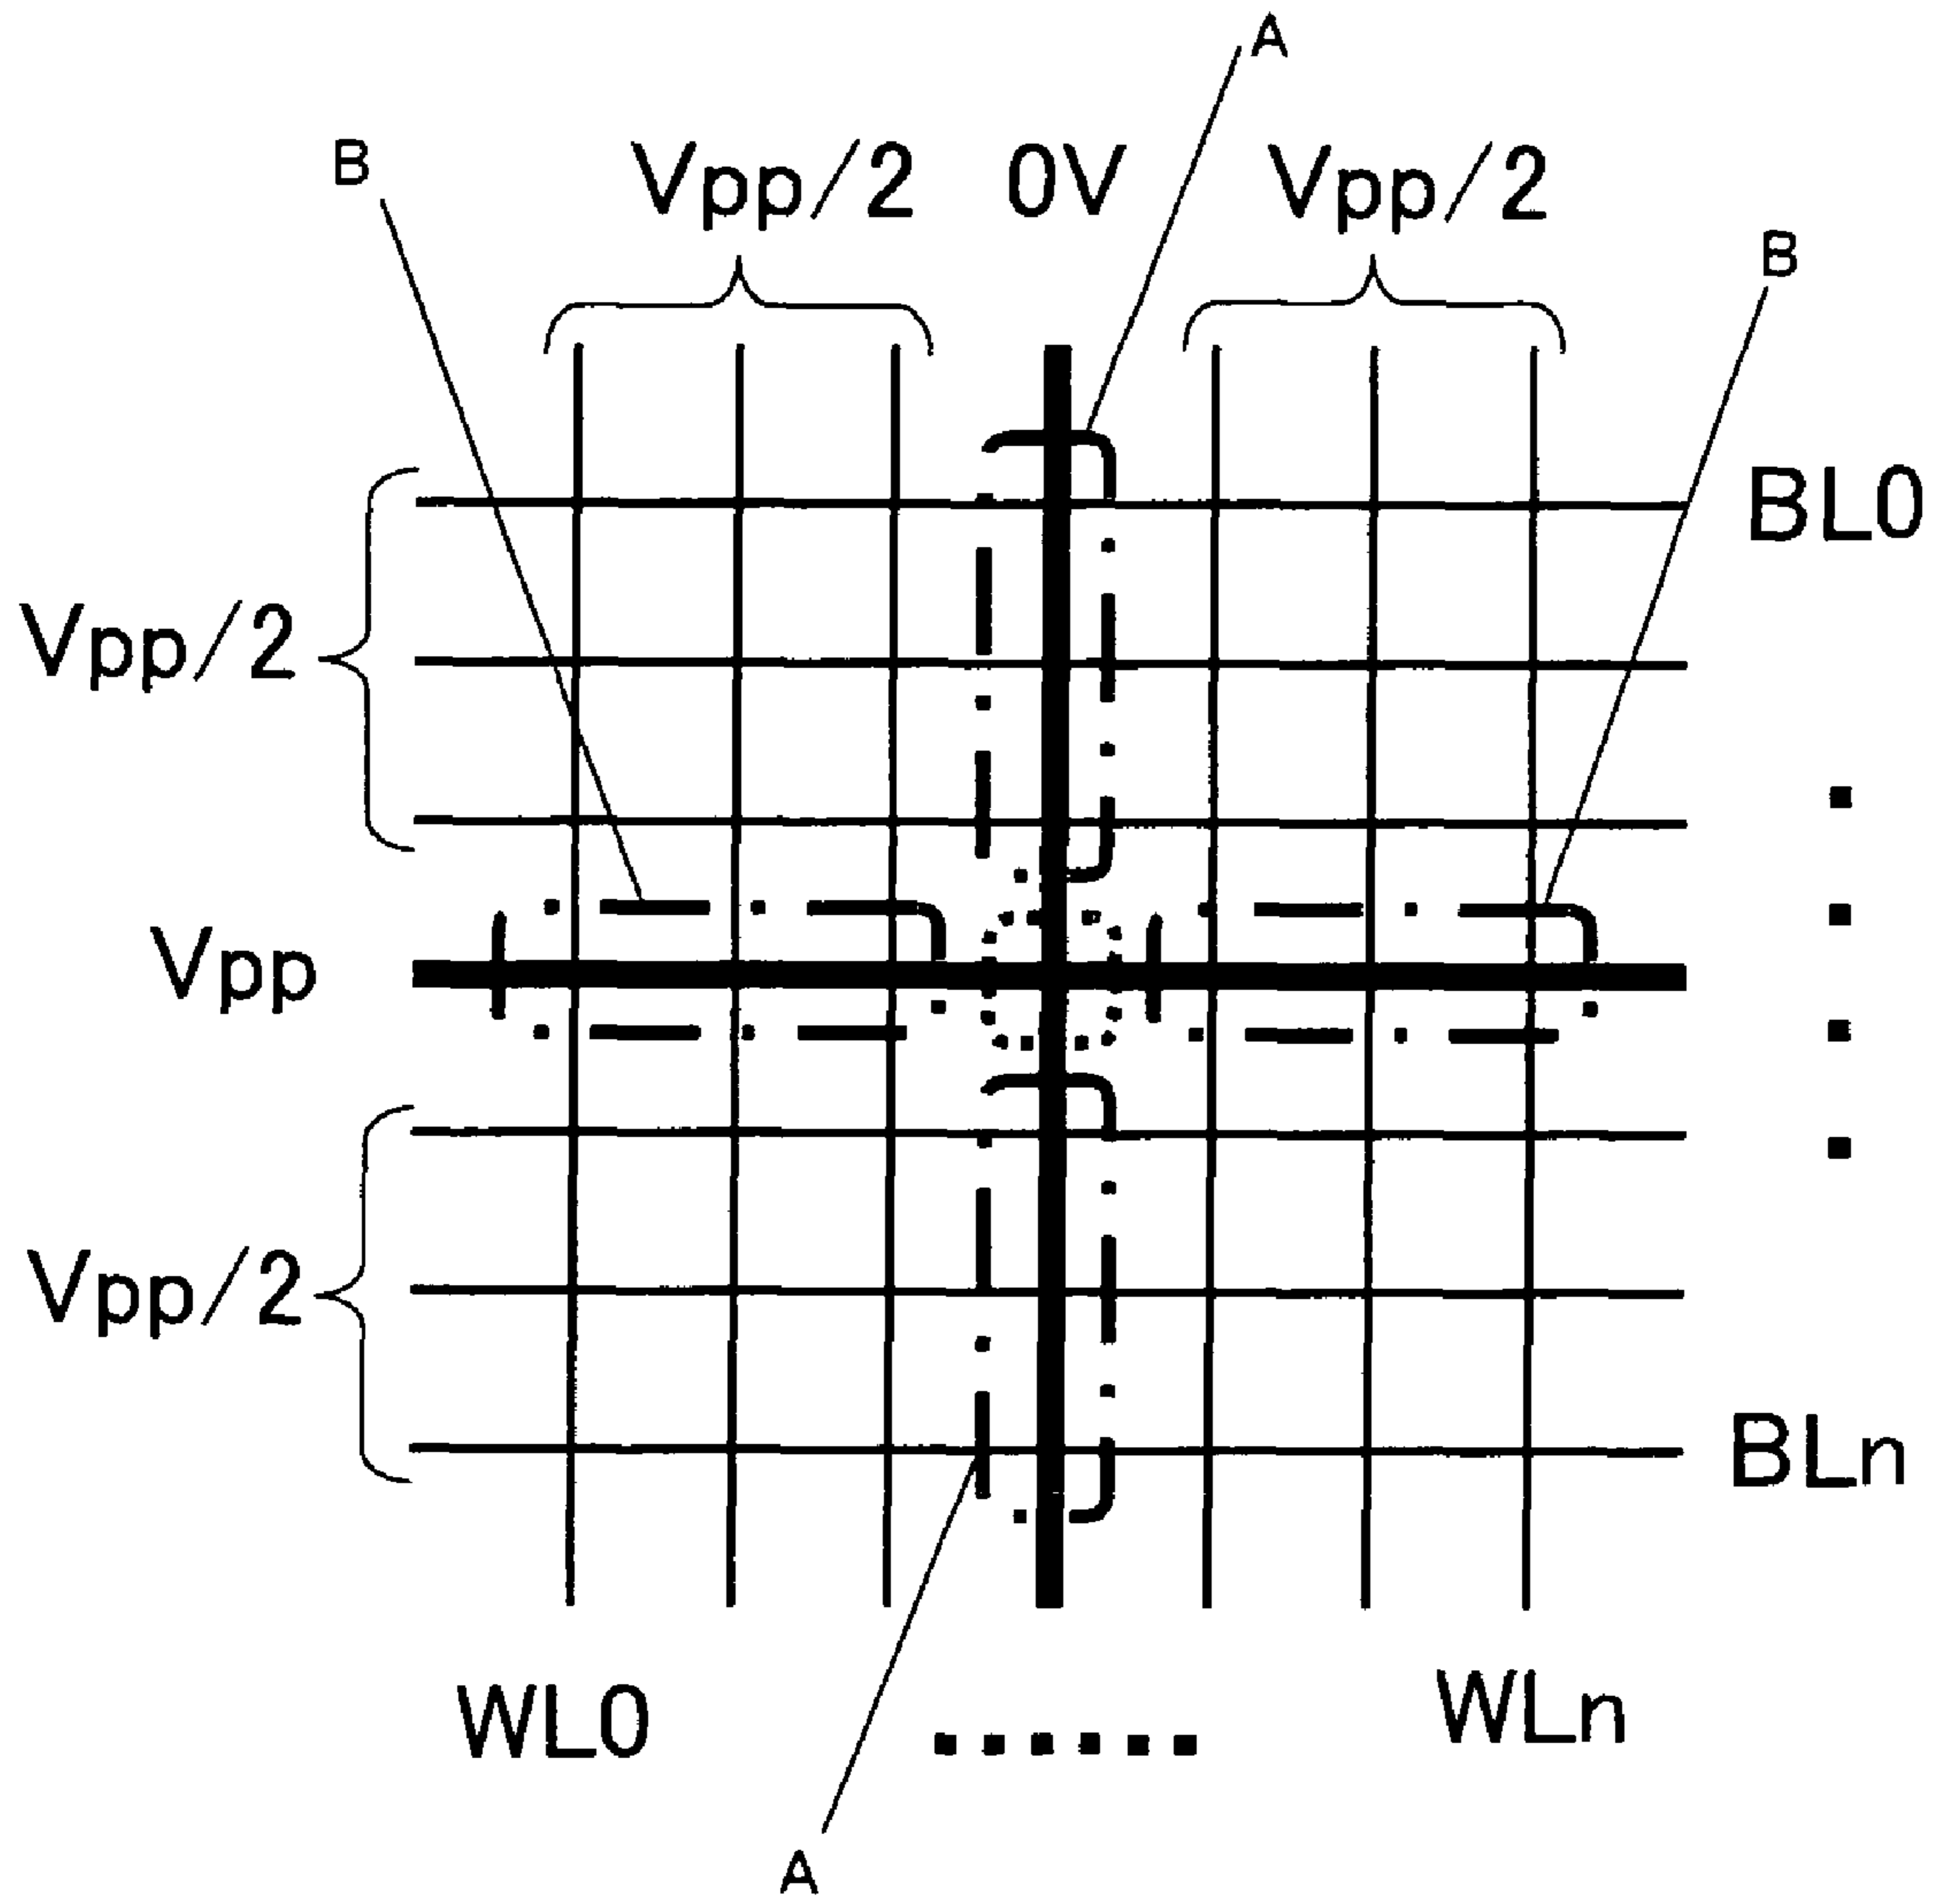 A
B
Vpp/2 0V Vpp/2
B
BL0
Vpp/2
Vpp
Vpp/2
BLn
WL0 ...... WLn
A